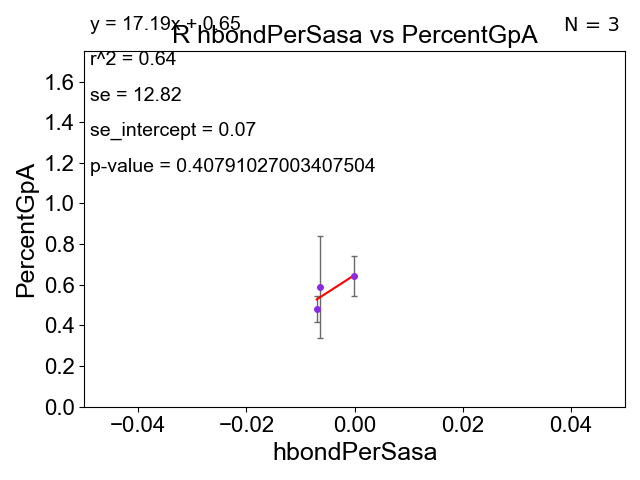 y = 17.19x + 0.65
N = 3
R hbondPerSasa vs PercentGpA
r^2 = 0.64
se = 12.82
se_intercept = 0.07
p-value = 0.40791027003407504
PercentGpA
1.6
1.4
1.2
1.0
0.8
0.6
0.4
0.2
0.0
−0.04 −0.02 0.00 0.02 0.04
hbondPerSasa